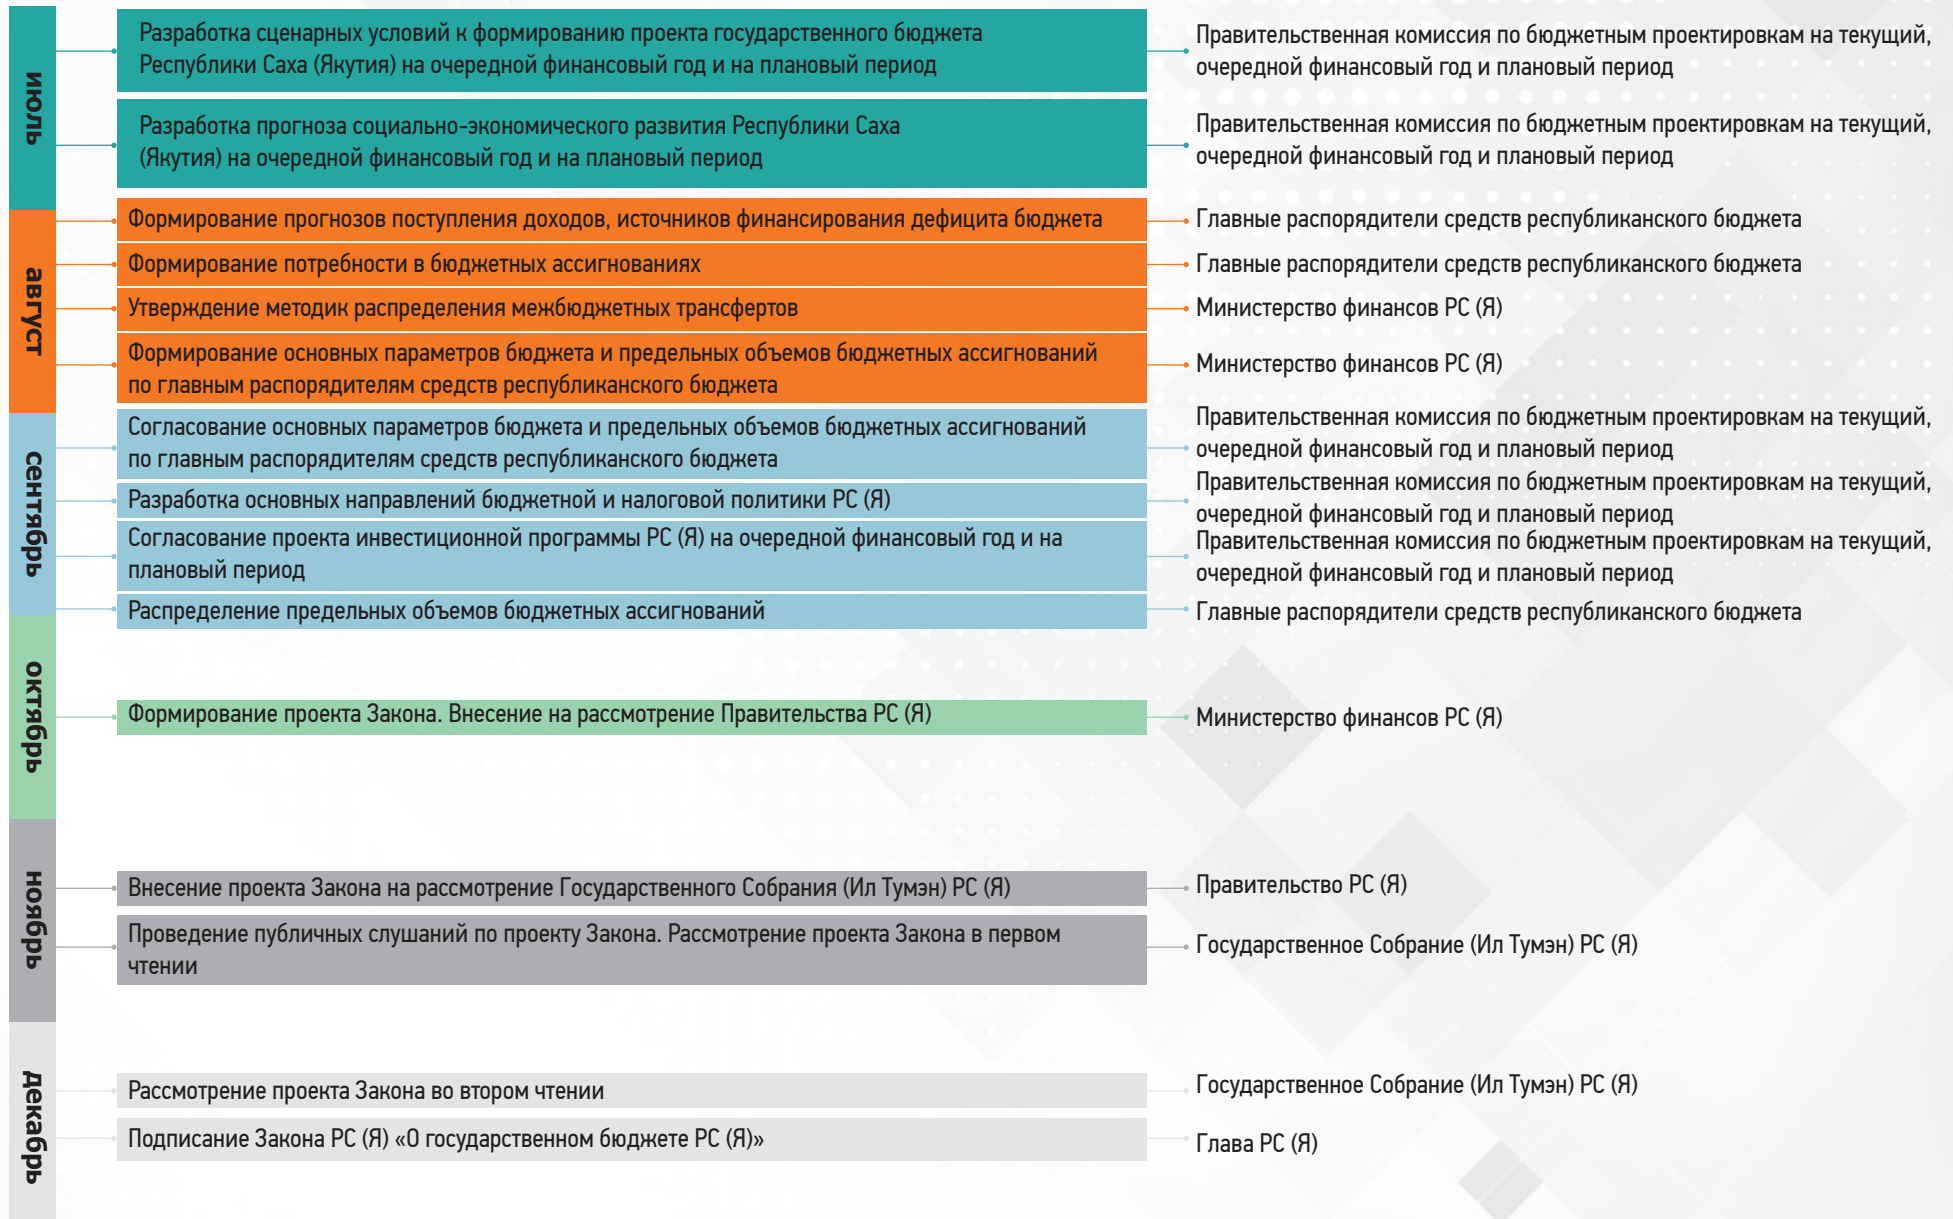 июль
Разработка сценарных условий к формированию проекта государственного бюджета
Республики Саха (Якутия) на очередной финансовый год и на плановый период
Правительственная комиссия по бюджетным проектировкам на текущий,
очередной финансовый год и плановый период
Разработка прогноза социально-экономического развития Республики Саха
(Якутия) на очередной финансовый год и на плановый период
Правительственная комиссия по бюджетным проектировкам на текущий,
очередной финансовый год и плановый период
август
Формирование прогнозов поступления доходов, источников финансирования дефицита бюджета
Главные распорядители средств республиканского бюджета
Формирование потребности в бюджетных ассигнованиях
Главные распорядители средств республиканского бюджета
Утверждение методик распределения межбюджетных трансфертов
Министерство финансов РС (Я)
Формирование основных параметров бюджета и предельных объемов бюджетных ассигнований
по главным распорядителям средств республиканского бюджета
Министерство финансов РС (Я)
сентябрь
Согласование основных параметров бюджета и предельных объемов бюджетных ассигнований
по главным распорядителям средств республиканского бюджета
Правительственная комиссия по бюджетным проектировкам на текущий,
очередной финансовый год и плановый период
Разработка основных направлений бюджетной и налоговой политики РС (Я)
Правительственная комиссия по бюджетным проектировкам на текущий,
очередной финансовый год и плановый период
Согласование проекта инвестиционной программы РС (Я) на очередной финансовый год и на
плановый период
Правительственная комиссия по бюджетным проектировкам на текущий,
очередной финансовый год и плановый период
Распределение предельных объемов бюджетных ассигнований
Главные распорядители средств республиканского бюджета
октябрь
Формирование проекта Закона. Внесение на рассмотрение Правительства РС (Я)
Министерство финансов РС (Я)
ноябрь
Внесение проекта Закона на рассмотрение Государственного Собрания (Ил Тумэн) РС (Я)
Правительство РС (Я)
Проведение публичных слушаний по проекту Закона. Рассмотрение проекта Закона в первом
чтении
Государственное Собрание (Ил Тумэн) РС (Я)
декабрь
Рассмотрение проекта Закона во втором чтении
Государственное Собрание (Ил Тумэн) РС (Я)
Подписание Закона РС (Я) «О государственном бюджете РС (Я)»
Глава РС (Я)